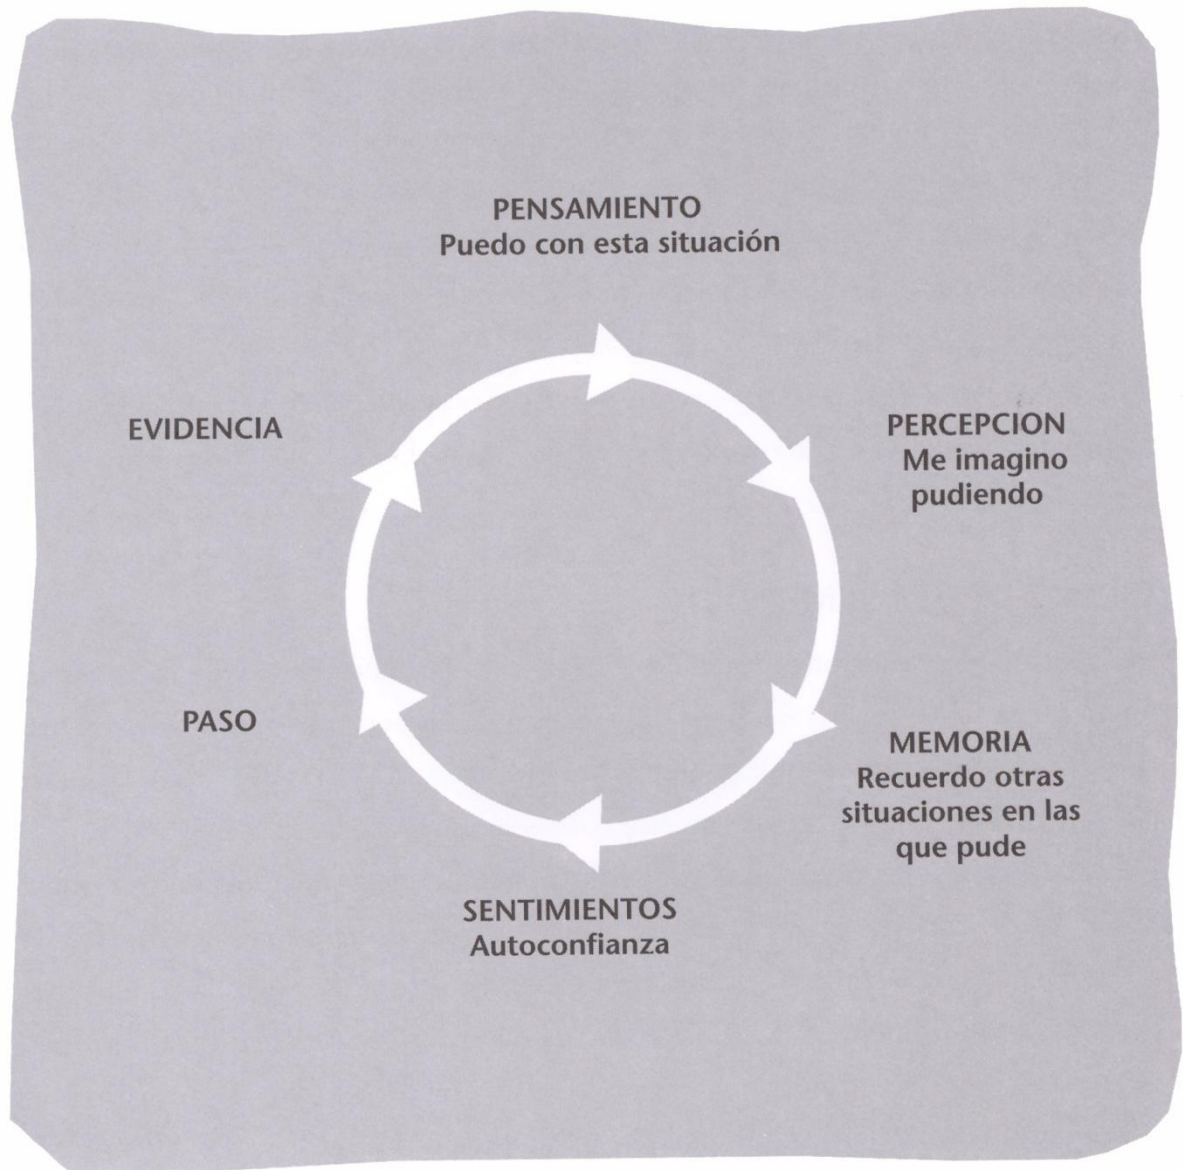 PENSAMIENTO
Puedo con esta situación
PERCEPCION
Me imagino
pudiendo
MEMORIA
Recuerdo otras
situaciones en las
que pude
SENTIMIENTOS
Autoconfianza
PASO
EVIDENCIA